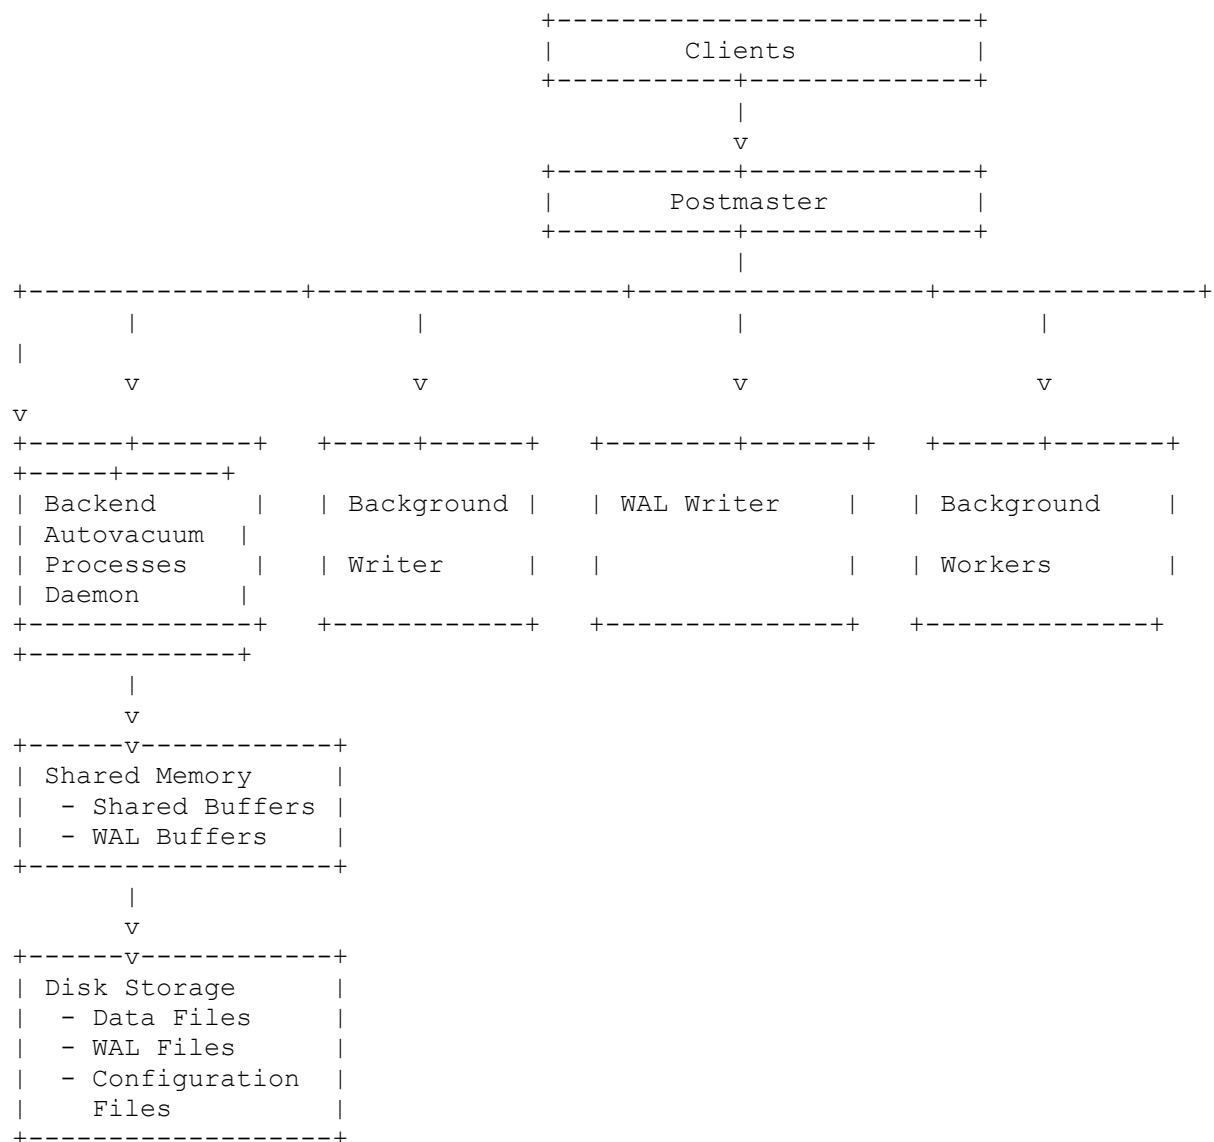 Clients
Postmaster
Backend Background WAL Writer Background
Autovacuum
Processes Writer Workers
Daemon
Shared Memory
- Shared Buffers
- WAL Buffers
Disk Storage
- Data Files
- WAL Files
- Configuration
Files